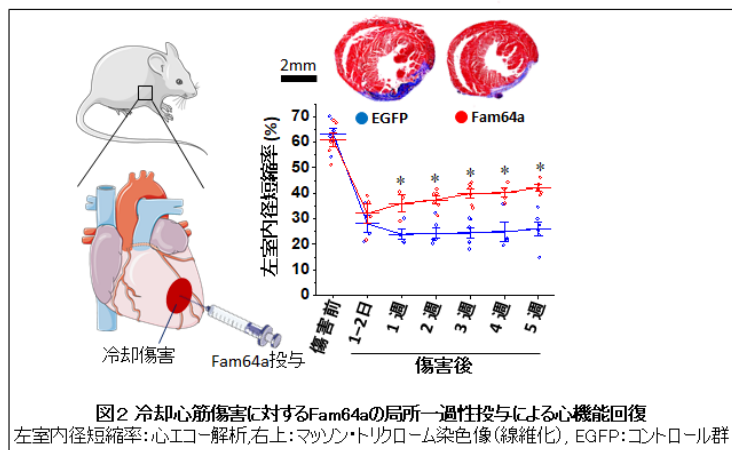 2mm
EGFP
Fam64a
左室内径短縮率(%)
70
60
50
40
30
20
10
0
*
*
*
*
*
傷害前
1-2日
1週
2週
3週
4週
5週
傷害後
冷却傷害
Fam64a投与
図2 冷却心筋傷害に対するFam64aの局所一過性投与による心機能回復
左室内径短縮率:心エコー解析,右上:マッソン・トリクローム染色像(線維化), EGFP:コントロール群